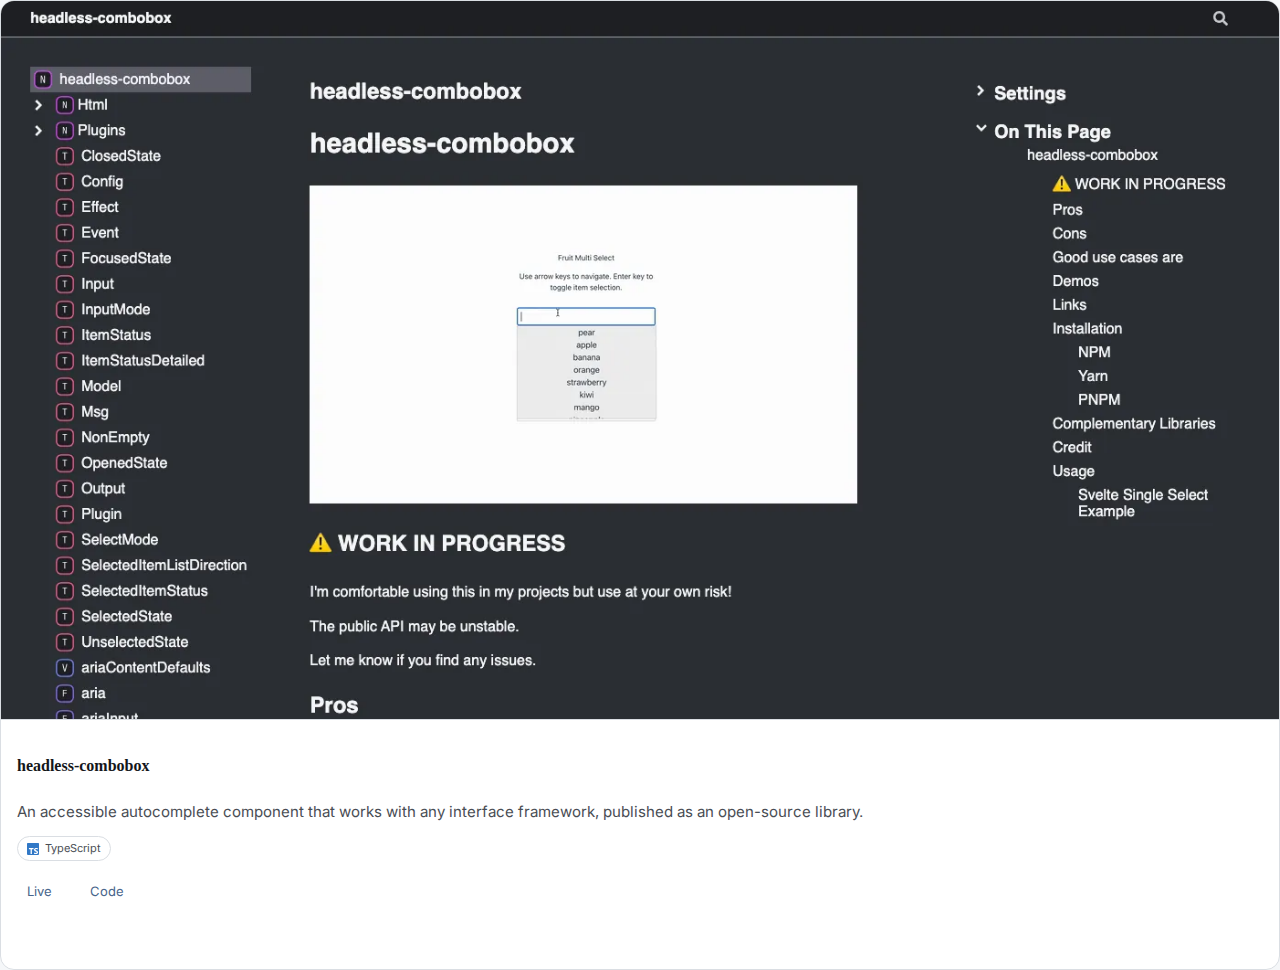 headless-combobox
N headless-combobox
N Html
N Plugins
T ClosedState
T Config
T Effect
T Event
T FocusedState
T Input
T InputMode
T ItemStatus
T ItemStatusDetailed
T Model
T Msg
T NonEmpty
T OpenedState
T Output
T Plugin
T SelectMode
T SelectedItemListDirection
T SelectedItemStatus
T SelectedState
T UnselectedState
V ariaContentDefaults
F aria
F ariaInput
headless-combobox
headless-combobox
Fruit Multi Select
Use arrow keys to navigate. Enter key to
toggle item selection.
pear
apple
banana
orange
strawberry
kiwi
mango
⚠️ WORK IN PROGRESS
I'm comfortable using this in my projects but use at your own risk!
The public API may be unstable.
Let me know if you find any issues.
Pros
Settings
On This Page
headless-combobox
⚠️ WORK IN PROGRESS
Pros
Cons
Good use cases are
Demos
Links
Installation
NPM
Yarn
PNPM
Complementary Libraries
Credit
Usage
Svelte Single Select
Example
headless-combobox
An accessible autocomplete component that works with any interface framework, published as an open-source library.
TS TypeScript
Live Code